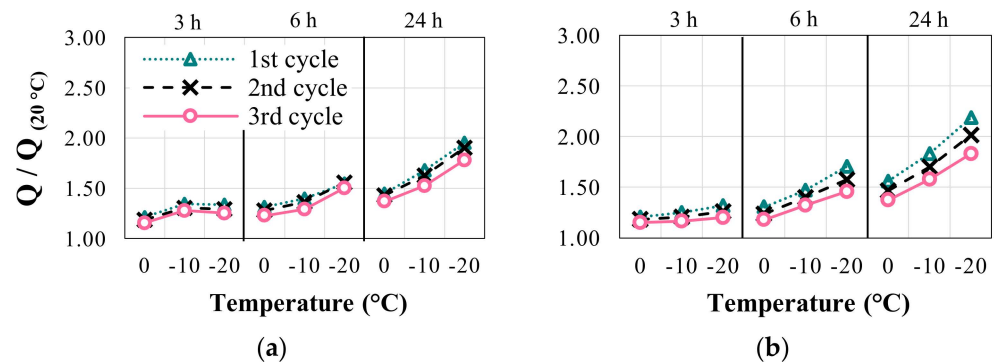 3 h 6 h 24 h
3.00
2.50
2.00
1.50
1.00
Q / Q (20 °C)
1st cycle
2nd cycle
3rd cycle
0 -10 -20 0 -10 -20 0 -10 -20
Temperature (°C)
(a)
3 h 6 h 24 h
3.00
2.50
2.00
1.50
1.00
0 -10 -20 0 -10 -20 0 -10 -20
Temperature (°C)
(b)